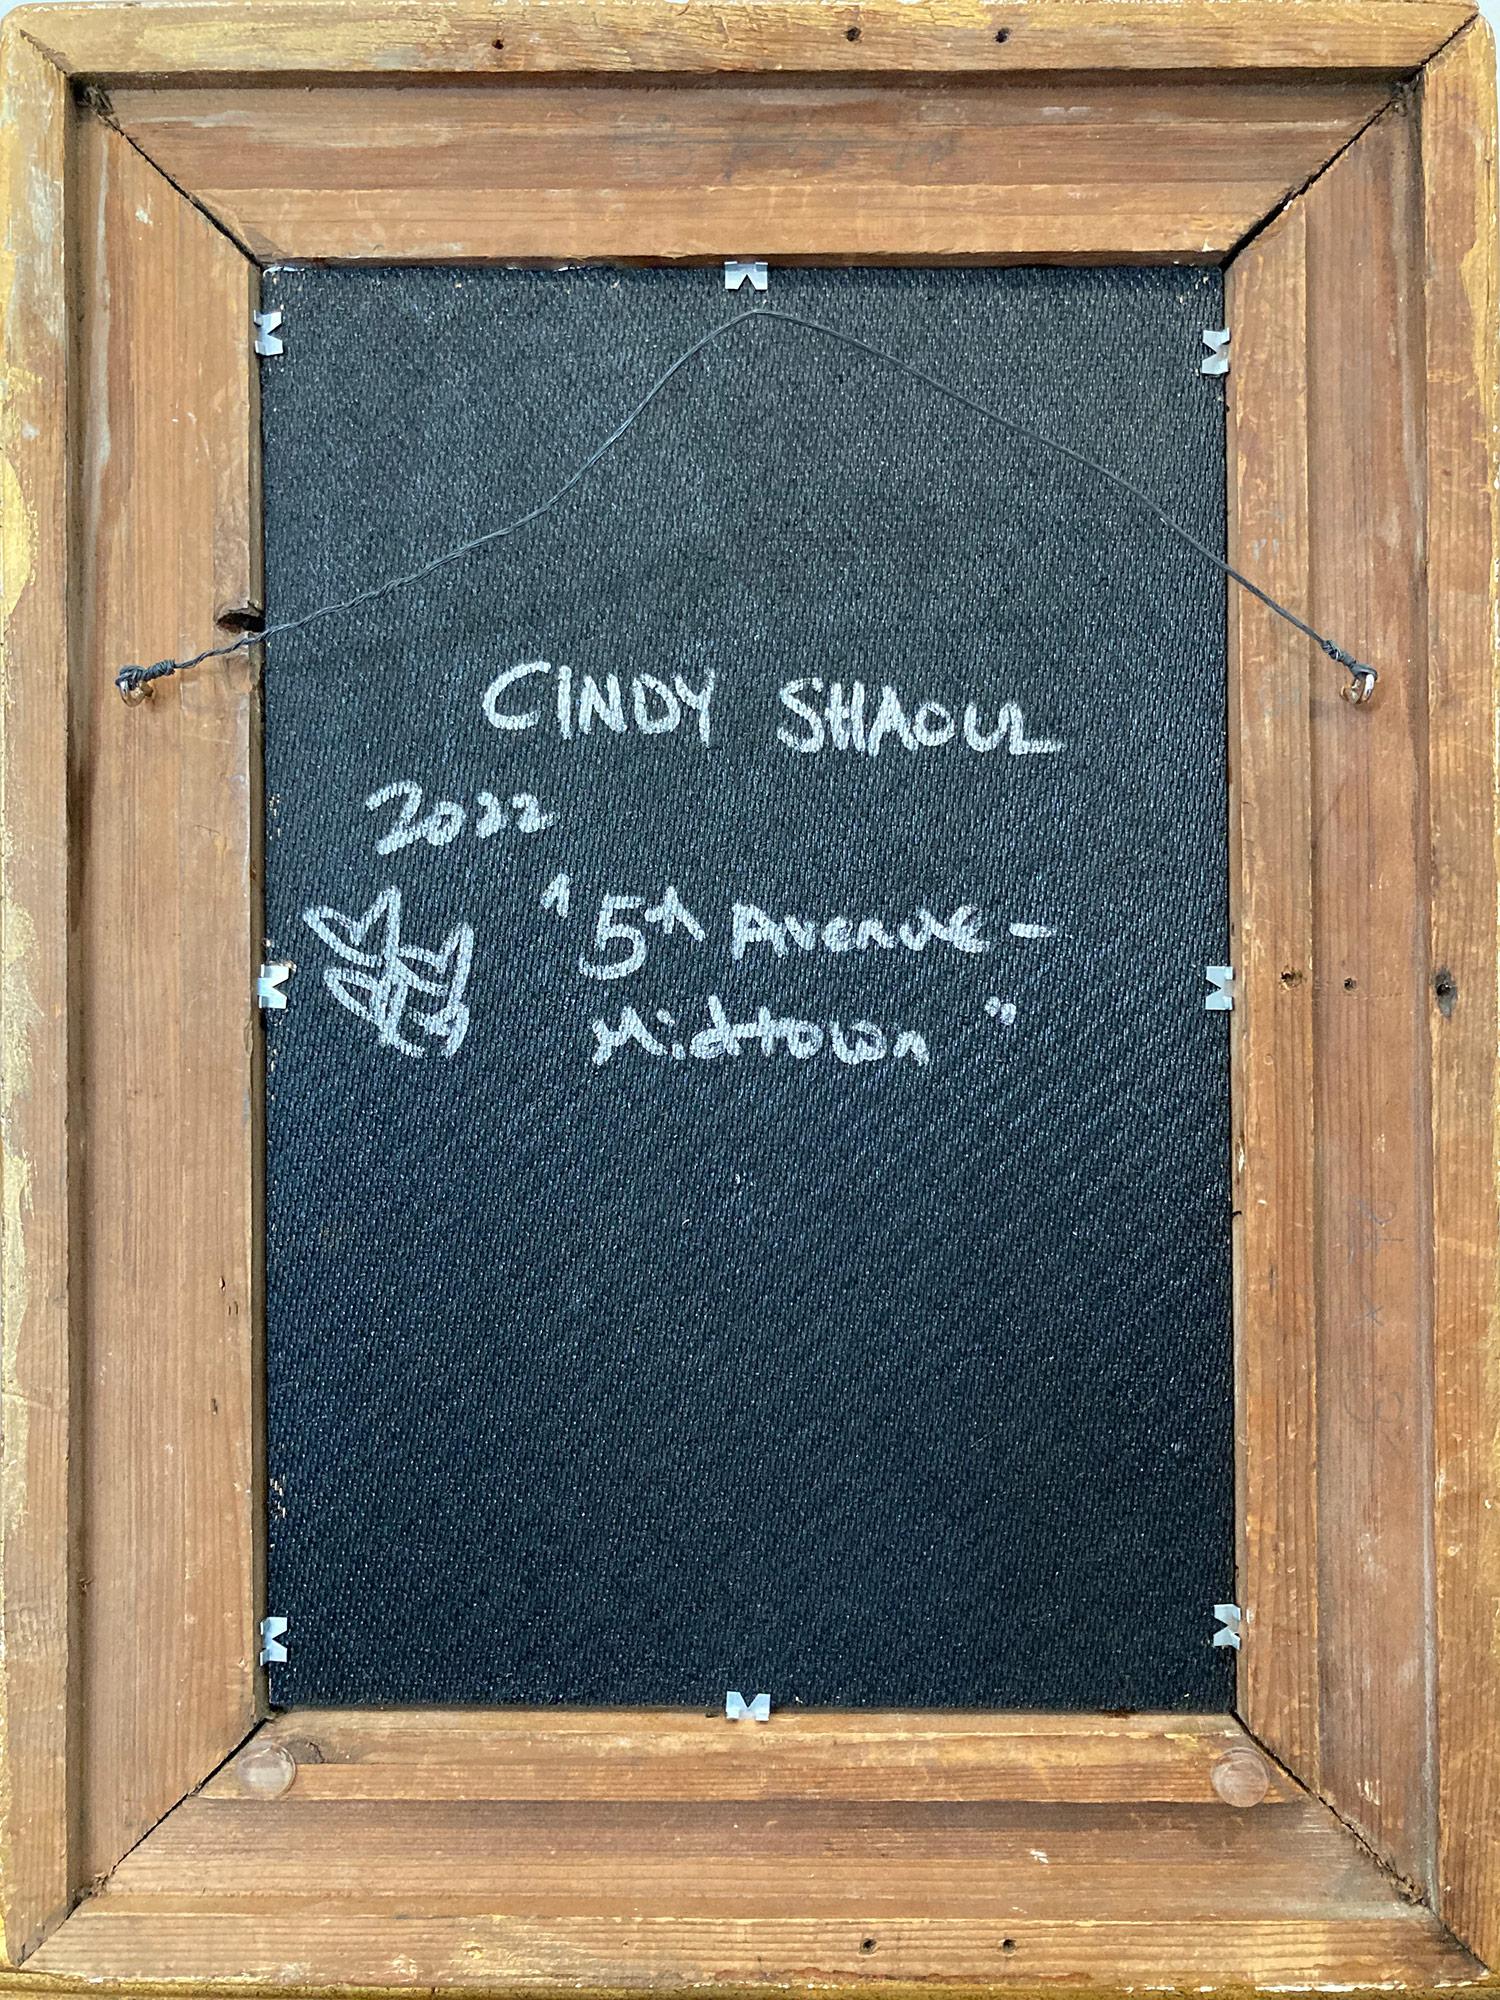 CINDY SHAOUL
2022
"5th Avenue -
Midtown"